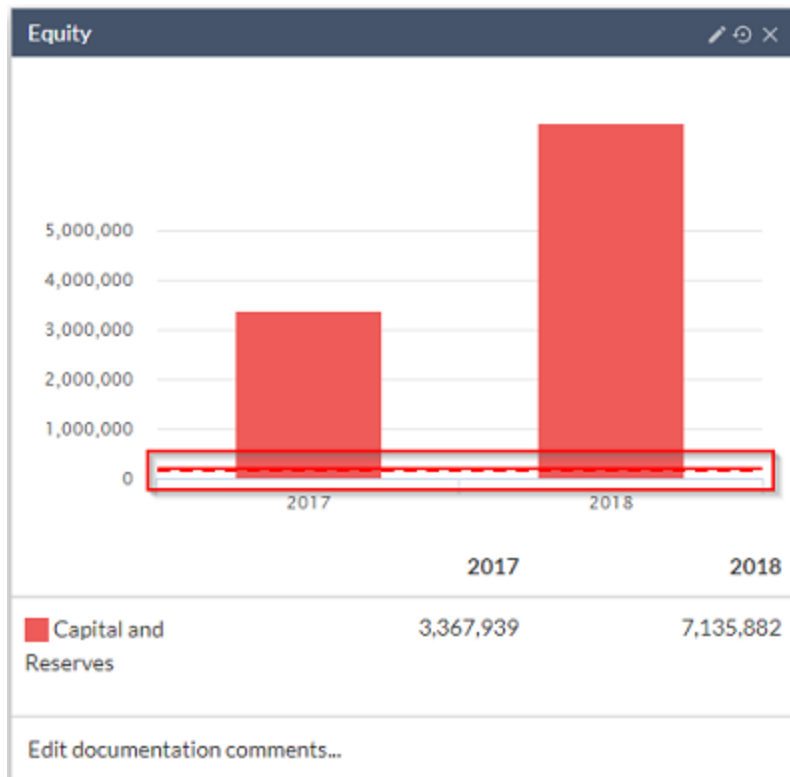 Equity
5,000,000
4,000,000
3,000,000
2,000,000
1,000,000
0
2017 2018
2017 2018
Capital and 3,367,939 7,135,882
Reserves
Edit documentation comments...